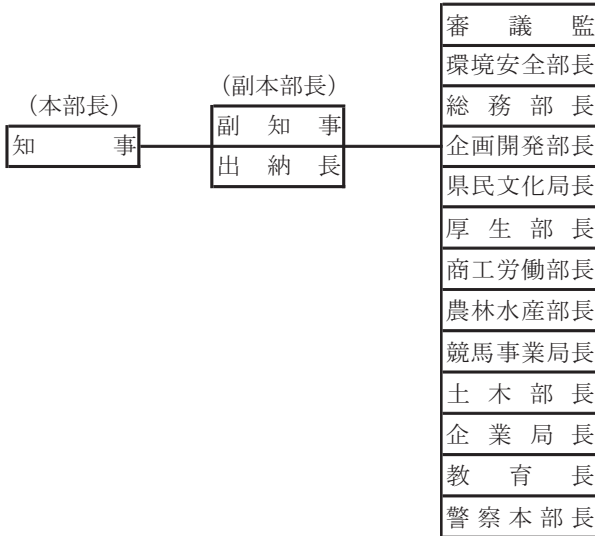 (本部長)
知事
(副本部長)
副知事
出納長
審議監
環境安全部長
総務部長
企画開発部長
県民文化局長
厚生部長
商工労働部長
農林水産部長
競馬事業局長
土木部長
企業局長
教育長
警察本部長